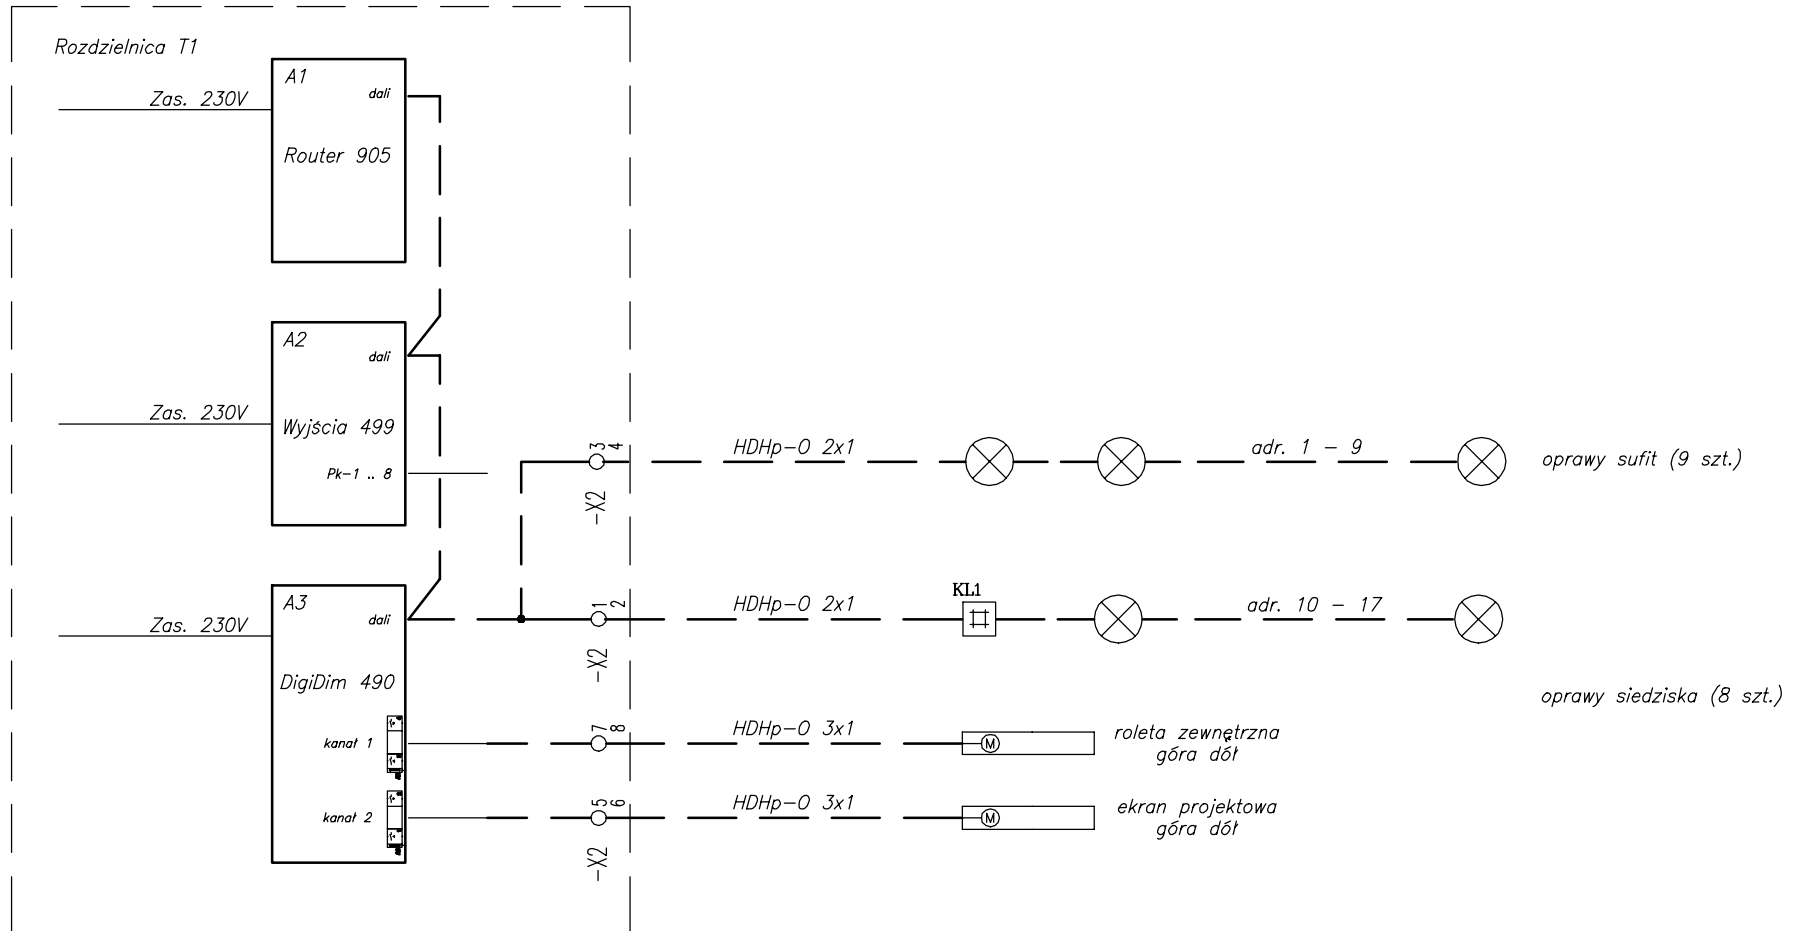 Rozdzielnica T1
A1
dali
Zas. 230V
Router 905
A2
dali
Zas. 230V
Wyjścia 499
Pk-1 .. 8
3
4
-X2
HDHp-O 2x1
adr. 1 - 9
oprawy sufit (9 szt.)
A3
dali
Zas. 230V
DigiDim 490
1
2
-X2
HDHp-O 2x1
KL1
adr. 10 - 17
oprawy siedziska (8 szt.)
kanał 1
7
8
HDHp-O 3x1
M
roleta zewnętrzna
góra dół
kanał 2
5
6
-X2
HDHp-O 3x1
M
ekran projektowa
góra dół